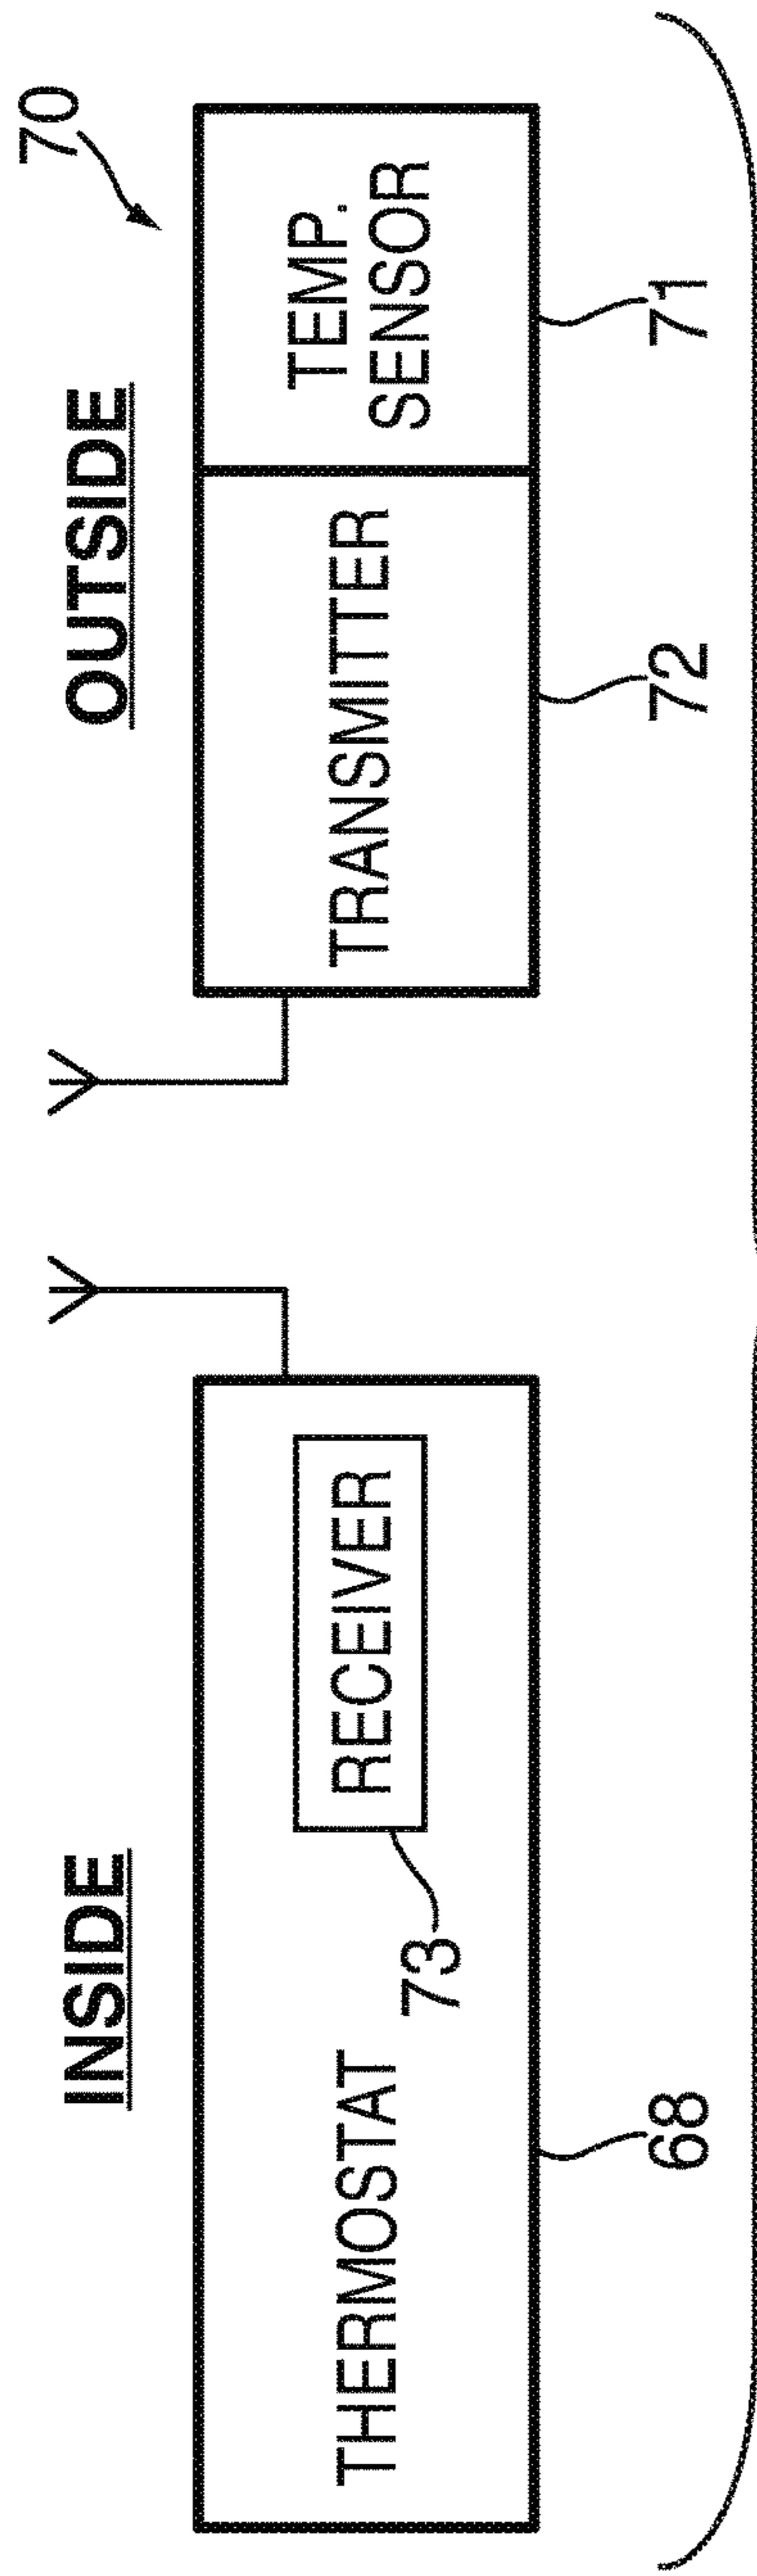 INSIDE
OUTSIDE
70
THERMOSTAT
RECEIVER
73
68
TRANSMITTER
72
TEMP.
SENSOR
71